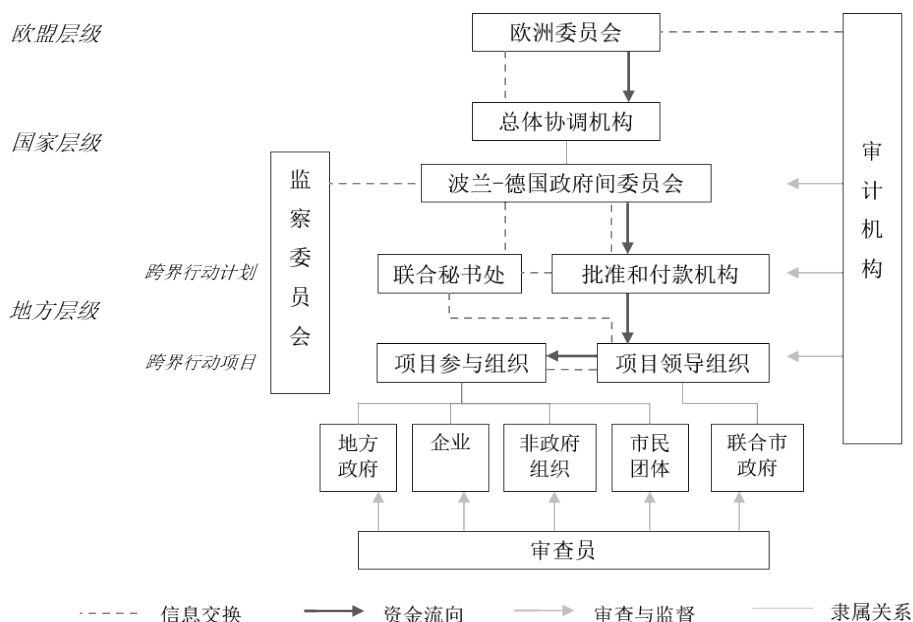 欧盟层级
欧洲委员会
总体协调机构
国家层级
审计机构
监察委员会
波兰-德国政府间委员会
跨界行动计划
联合秘书处
批准和付款机构
地方层级
跨界行动项目
项目参与组织
项目领导组织
地方
政府
企业
非政府
组织
市民
团体
联合市
政府
审查员
信息交换
资金流向
审查与监督
隶属关系